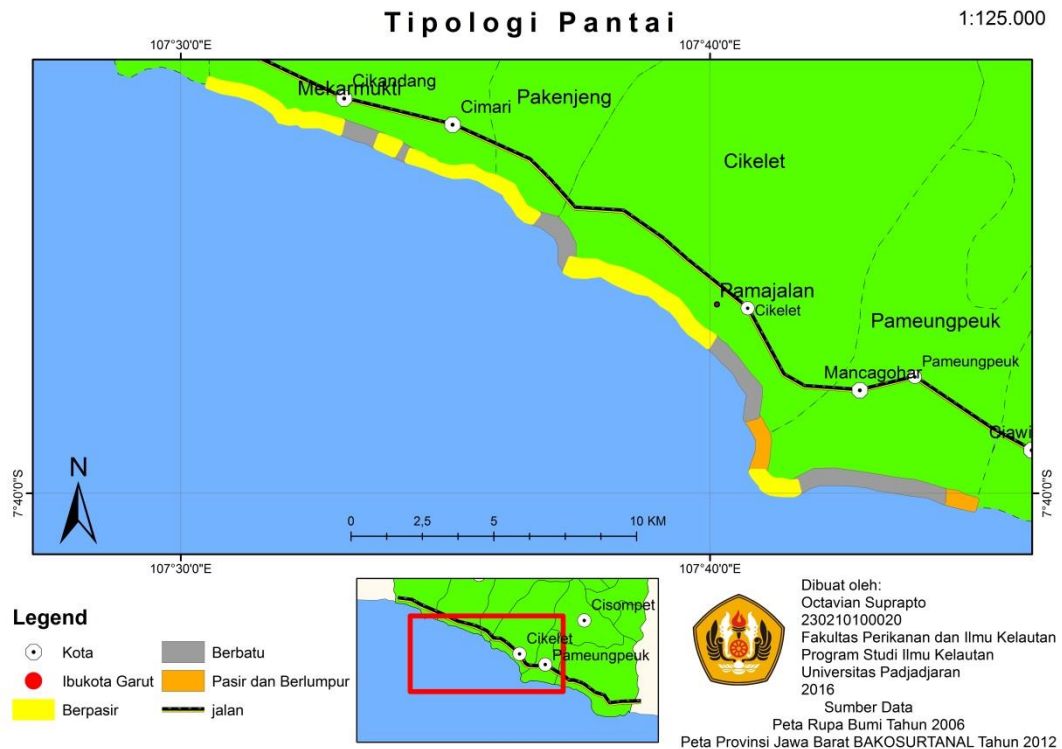 Tipologi Pantai
1:125.000
107°30'0"E
107°40'0"E
Mekarmukti
Cikandang
Cimari
Pakenjeng
Cikelet
Ramajalan
Cikelet
Pameungpeuk
Mancagohar
Pameungpeuk
Ciawi
7°40'0"S
7°40'0"S
N
0 2,5 5 10 KM
107°30'0"E
107°40'0"E
Legend
Kota
Ibukota Garut
Berpasir
Berbatu
Pasir dan Berlumpur
jalan
Cisompet
Cikelet
Pameungpeuk
Dibuat oleh:
Octavian Suprapto
230210100020
Fakultas Perikanan dan Ilmu Kelautan
Program Studi Ilmu Kelautan
Universitas Padjadjaran
2016
Sumber Data
Peta Rupa Bumi Tahun 2006
Peta Provinsi Jawa Barat BAKOSURTANAL Tahun 2012